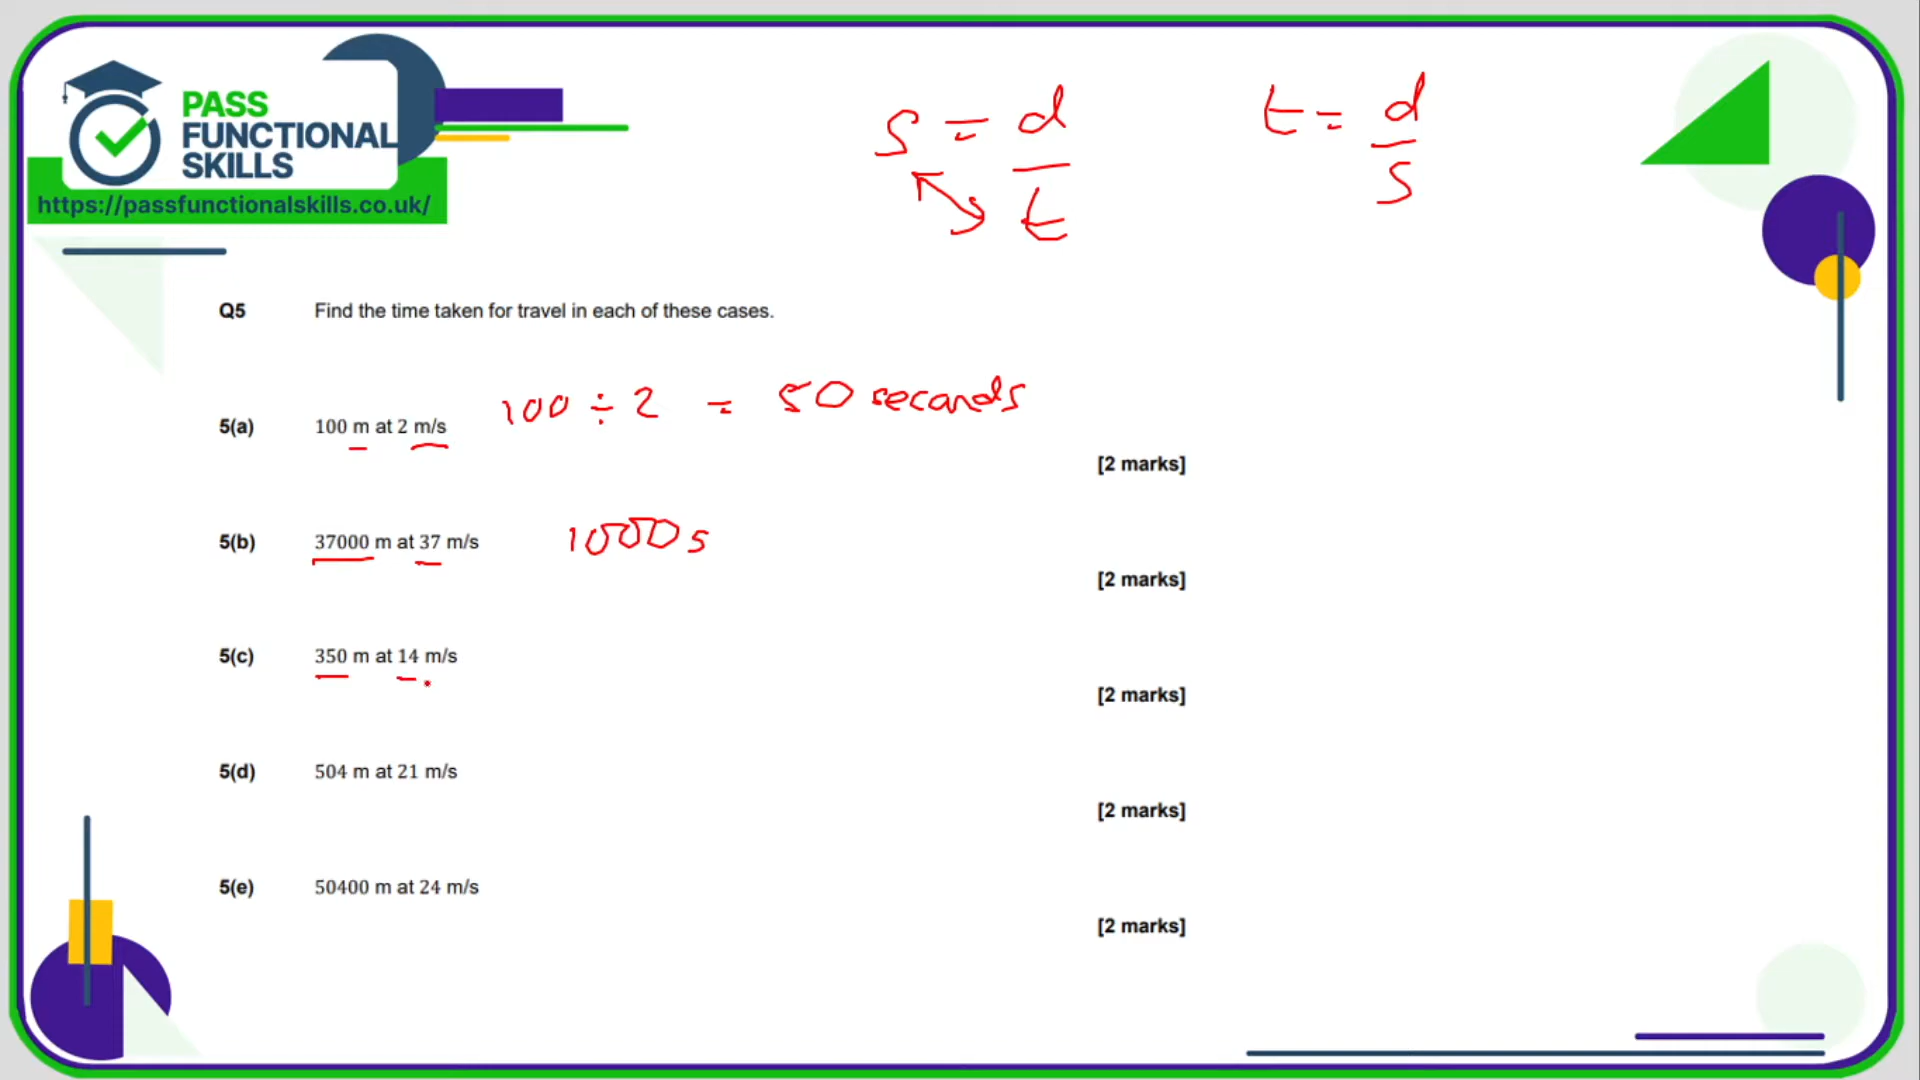 PASS
FUNCTIONAL
SKILLS
https://passfunctionalskills.co.uk/
s = d / t
t = d / s
Q5 Find the time taken for travel in each of these cases.
100 ÷ 2 = 50 seconds
5(a) 100 m at 2 m/s
[2 marks]
5(b) 37000 m at 37 m/s 1000 s
[2 marks]
5(c) 350 m at 14 m/s
[2 marks]
5(d) 504 m at 21 m/s
[2 marks]
5(e) 50400 m at 24 m/s
[2 marks]